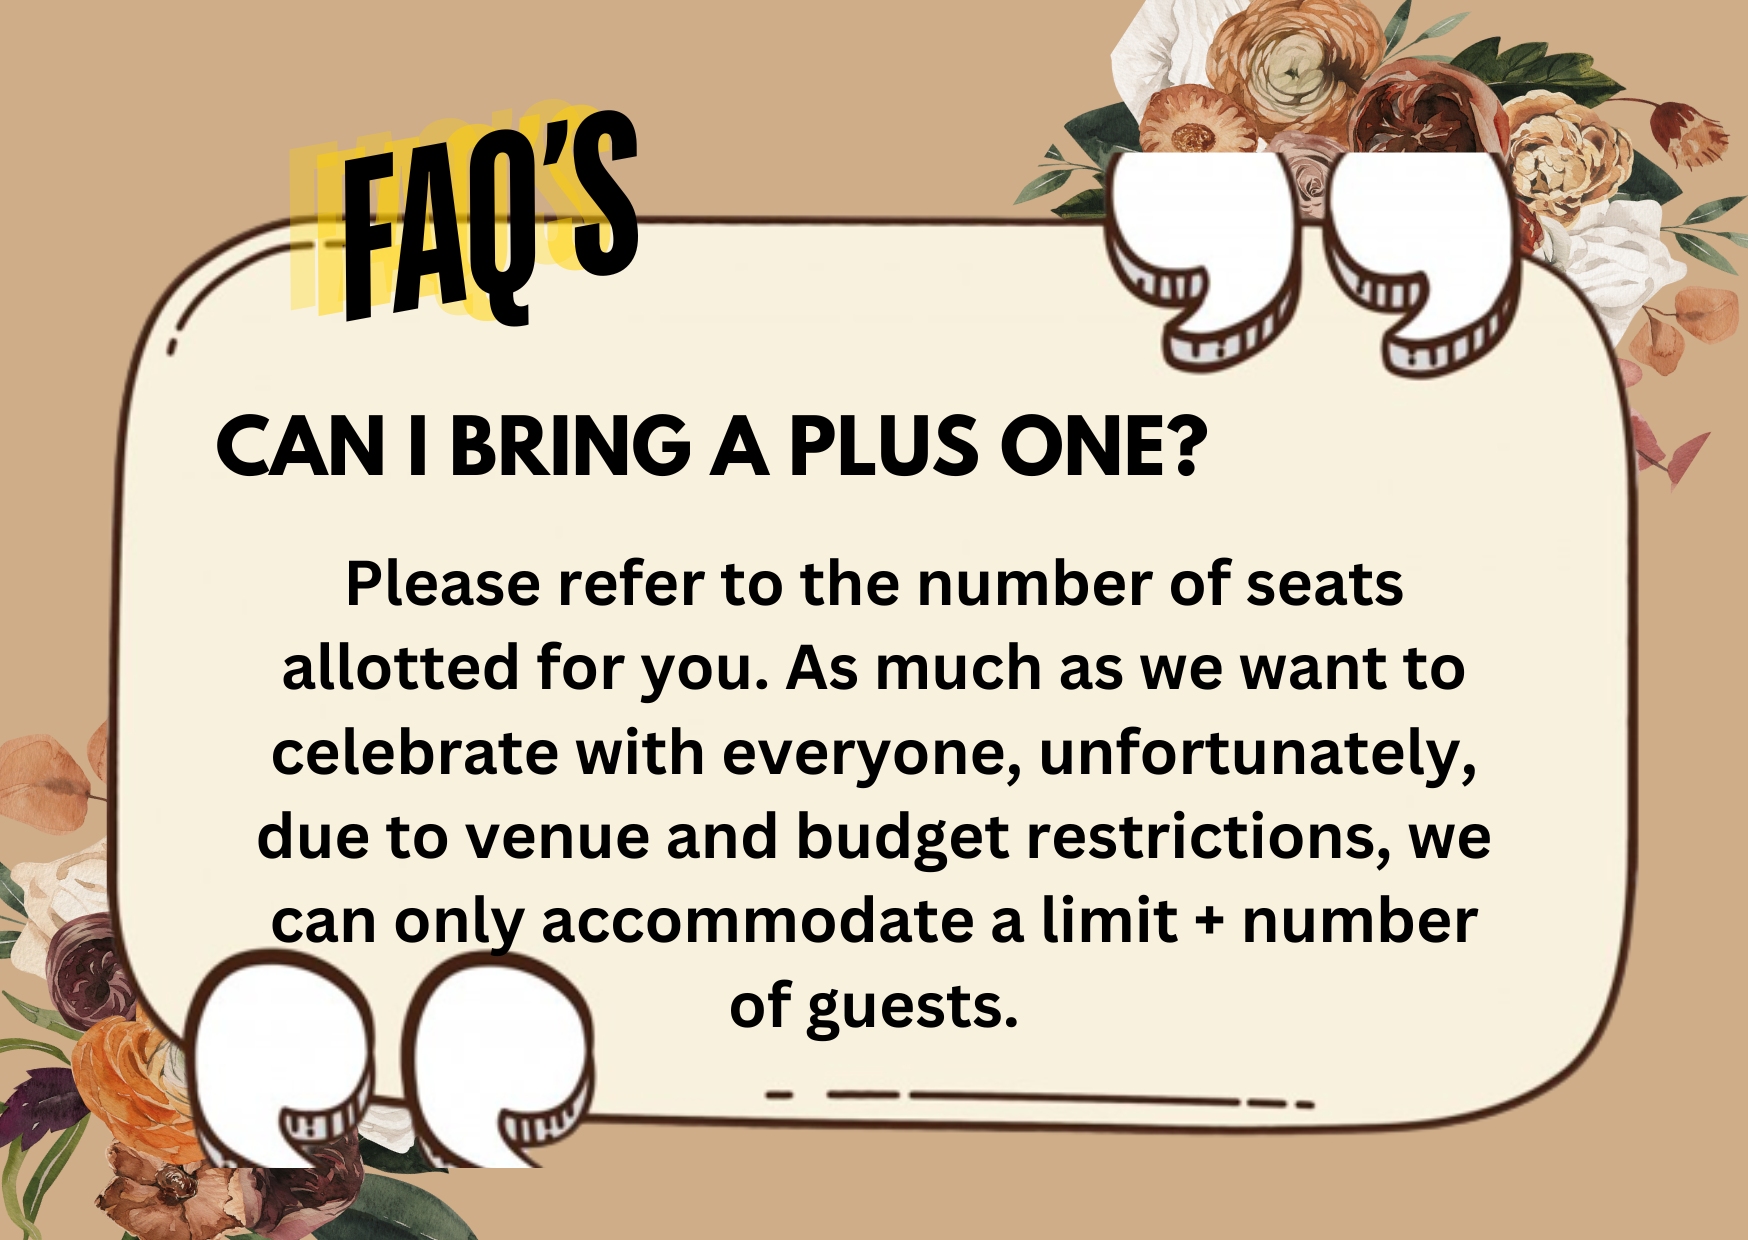 FAQ'S
CAN I BRING A PLUS ONE?
Please refer to the number of seats
allotted for you. As much as we want to
celebrate with everyone, unfortunately,
due to venue and budget restrictions, we
can only accommodate a limit + number
of guests.